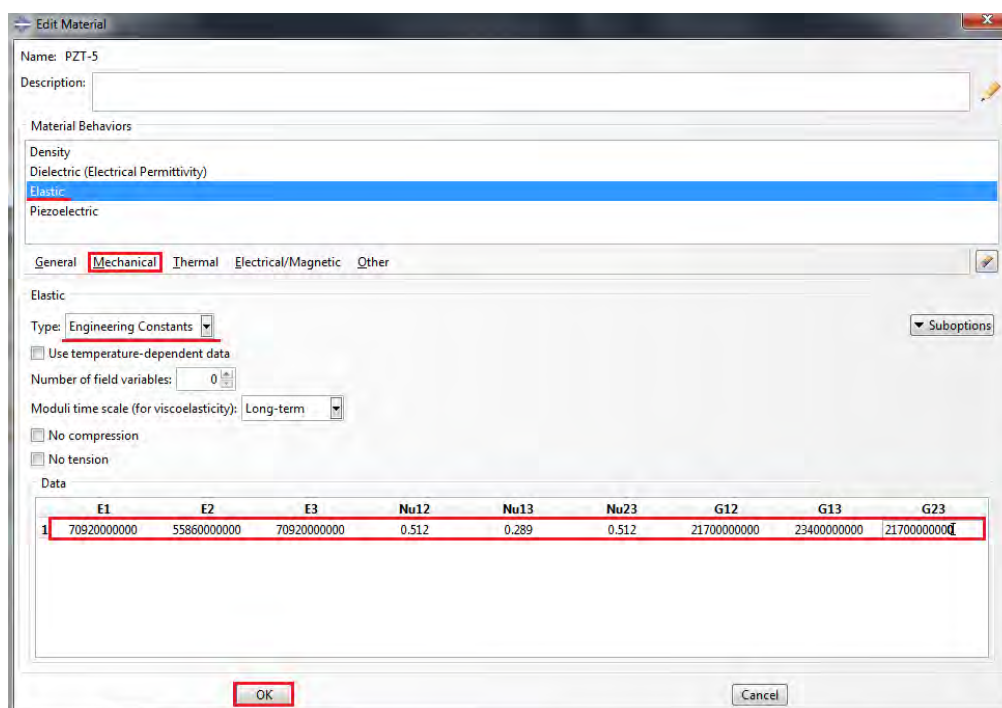 Edit Material
Name: PZT-5
Description:
Material Behaviors
Density
Dielectric (Electrical Permittivity)
Elastic
Piezoelectric
General Mechanical Thermal Electrical/Magnetic Other
Elastic
Type: Engineering Constants Suboptions
Use temperature-dependent data
Number of field variables: 0
Moduli time scale (for viscoelasticity): Long-term
No compression
No tension
Data
E1 E2 E3 Nu12 Nu13 Nu23 G12 G13 G23
1 70920000000 55860000000 70920000000 0.512 0.289 0.512 21700000000 23400000000 21700000000
OK Cancel